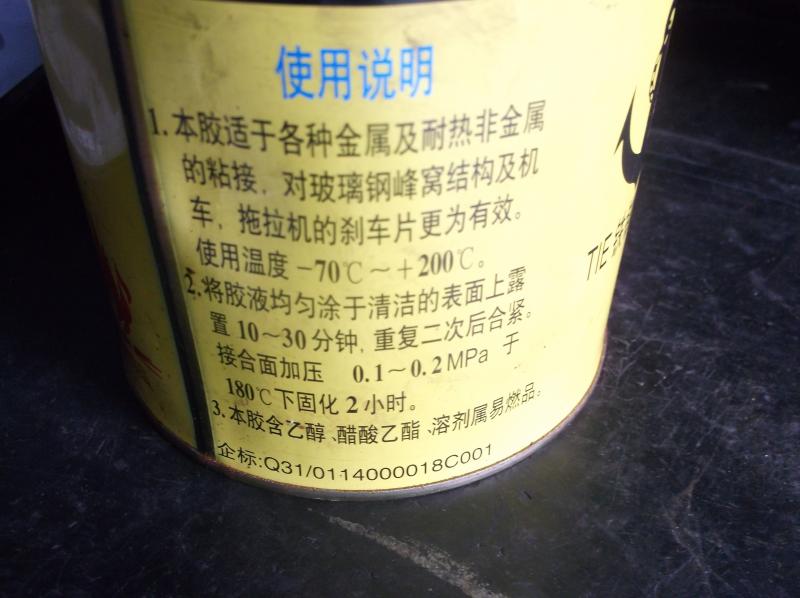 使用说明
1.本胶适于各种金属及耐热非金属
的粘接，对玻璃钢峰窝结构及机
车，拖拉机的刹车片更为有效。
使用温度-70℃～+200℃。
2.将胶液均匀涂于清洁的表面上露
置10～30分钟，重复二次后合紧。
接合面加压 0.1～0.2MPa 于
180℃下固化2小时。
3.本胶含乙醇、醋酸乙酯、溶剂属易燃品。
企标:Q31/0114000018C001
TIE